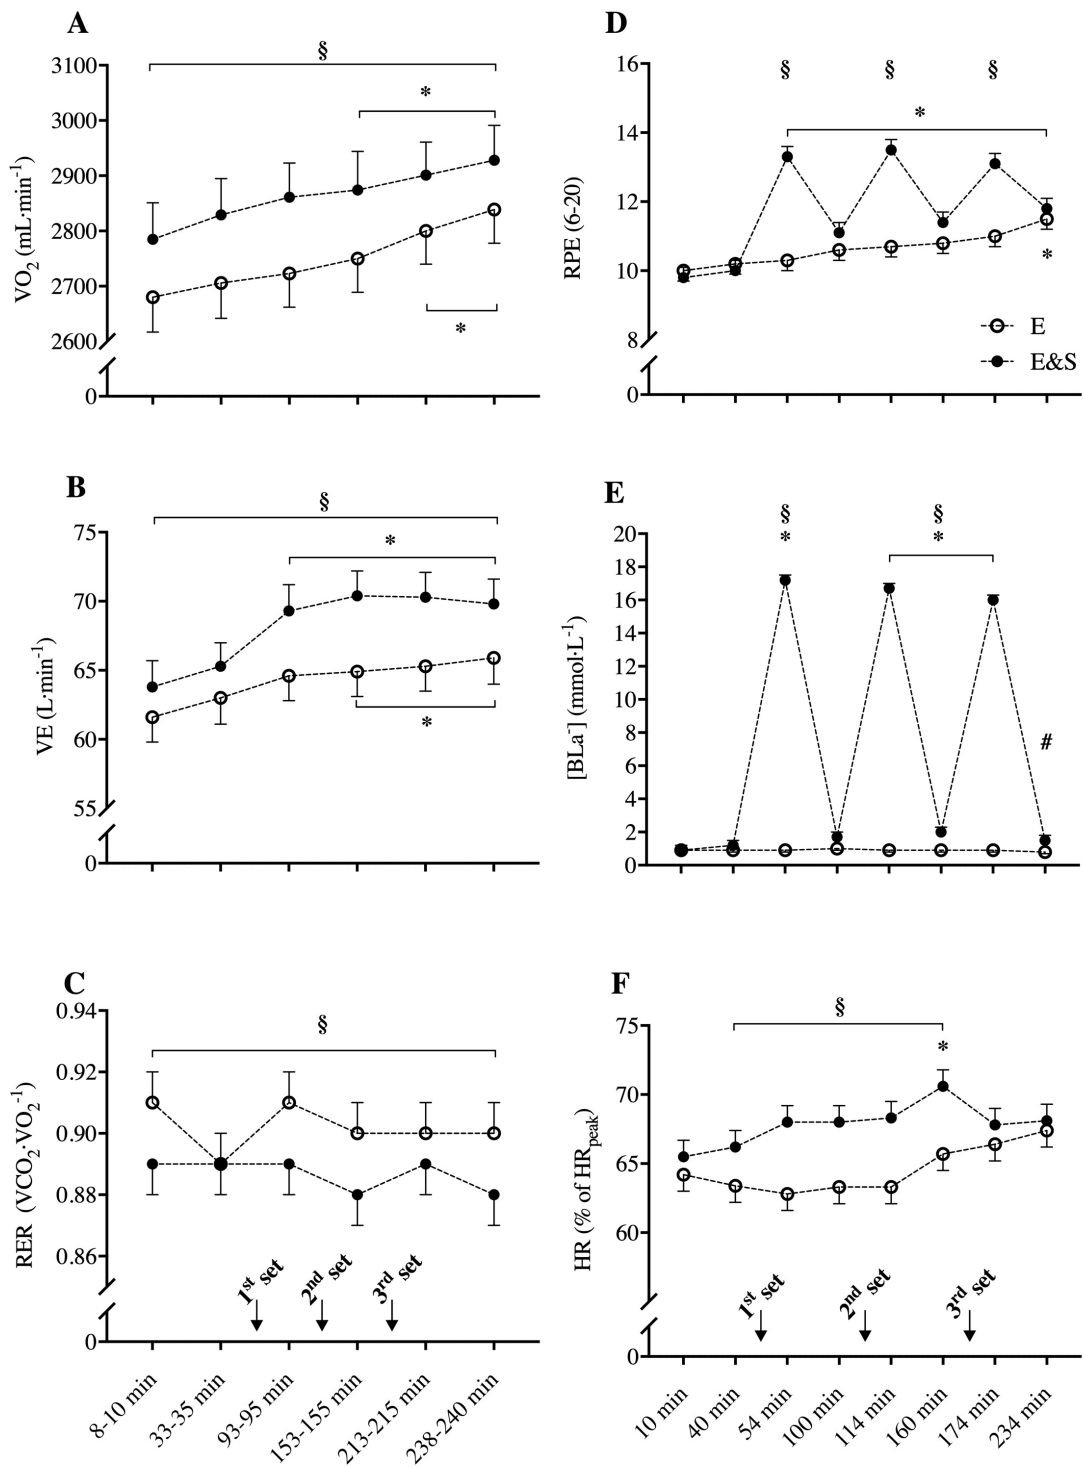 A
§
*
3100
3000
2900
2800
2700
2600
0
VO2 (mL·min-1)
*
D
§ § §
*
16
14
12
10
8
0
RPE (6-20)
*
E
E&S
B
§
*
75
70
65
60
55
0
VE (L·min-1)
*
E
§ §
* *
20
18
16
14
12
10
8
6
4
2
0
[BLa-] (mmol·L-1)
#
C
§
0.94
0.92
0.90
0.88
0.86
0
RER (VCO2·VO2-1)
1st set
2nd set
3rd set
8-10 min
33-35 min
93-95 min
153-155 min
213-215 min
238-240 min
F
§
*
75
70
65
60
0
HR (% of HRpeak)
1st set
2nd set
3rd set
10 min
40 min
54 min
100 min
114 min
160 min
174 min
234 min